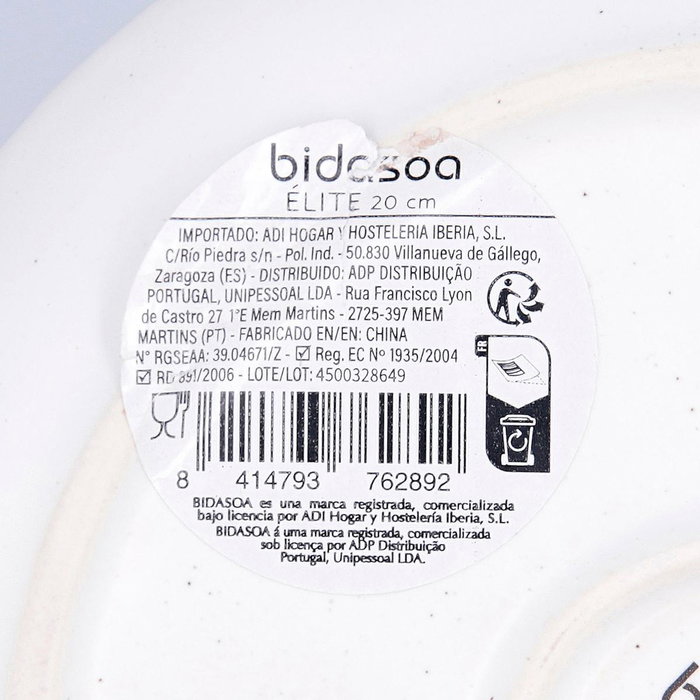 bidasoa
ÉLITE 20 cm
IMPORTADO: ADI HOGAR Y HOSTELERIA IBERIA, S.L.
C/Río Piedra s/n - Pol. Ind. - 50.830 Villanueva de Gállego,
Zaragoza (ES) - DISTRIBUIDO: ADP DISTRIBUIÇÃO
PORTUGAL, UNIPESSOAL LDA - Rua Francisco Lyon
de Castro 27 1ºE Mem Martins - 2725-397 MEM
MARTINS (PT) - FABRICADO EN/EN: CHINA
Nº RGSEAA: 39.04671/Z - ☑ Reg. EC Nº 1935/2004
☑ RD 891/2006 - LOTE/LOT: 4500328649
FR
8 414793 762892
BIDASOA es una marca registrada, comercializada
bajo licencia por ADI Hogar y Hostelería Iberia, S.L.
BIDASOA á uma marca registrada, comercializada
sob licença por ADP Distribuição
Portugal, Unipessoal LDA.